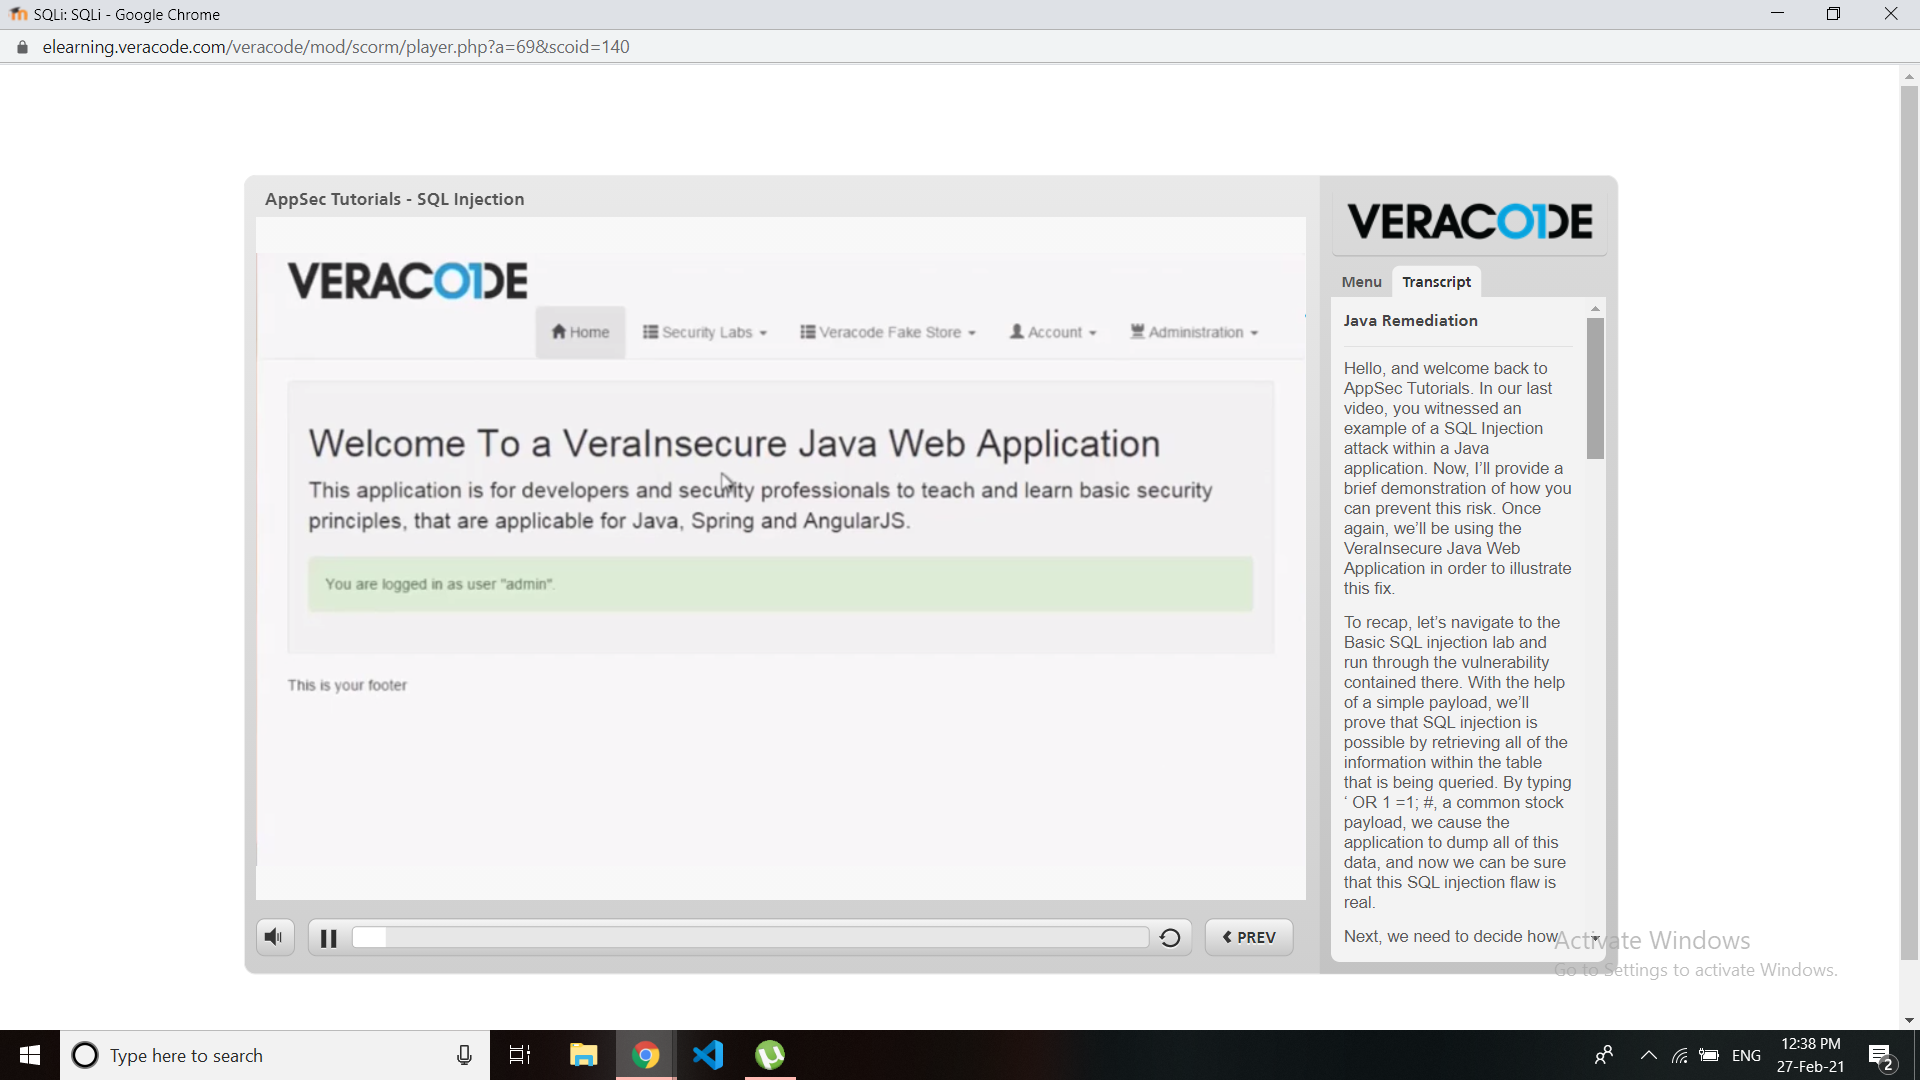 SQLi: SQLi - Google Chrome
elearning.veracode.com/veracode/mod/scorm/player.php?a=69&scoid=140
AppSec Tutorials - SQL Injection
VERACODE
Home
Security Labs
Veracode Fake Store
Account
Administration
Welcome To a VeraInsecure Java Web Application
This application is for developers and security professionals to teach and learn basic security
principles, that are applicable for Java, Spring and AngularJS.
You are logged in as user "admin".
This is your footer
PREV
VERACODE
Menu
Transcript
Java Remediation
Hello, and welcome back to
AppSec Tutorials. In our last
video, you witnessed an
example of a SQL Injection
attack within a Java
application. Now, I'll provide a
brief demonstration of how you
can prevent this risk. Once
again, we'll be using the
VeraInsecure Java Web
Application in order to illustrate
this fix.
To recap, let's navigate to the
Basic SQL injection lab and
run through the vulnerability
contained there. With the help
of a simple payload, we'll
prove that SQL injection is
possible by retrieving all of the
information within the table
that is being queried. By typing
‘ OR 1 =1; #, a common stock
payload, we cause the
application to dump all of this
data, and now we can be sure
that this SQL injection flaw is
real.
Next, we need to decide how
Activate Windows
Go to Settings to activate Windows.
Type here to search
ENG
12:38 PM
27-Feb-21
2